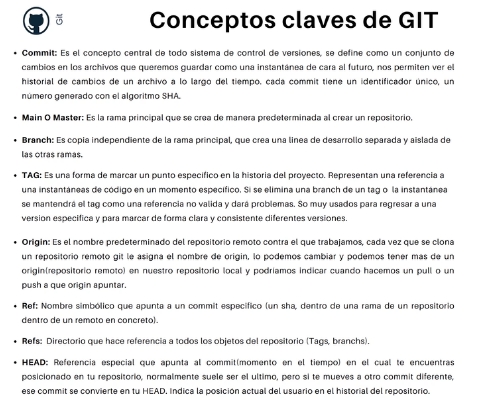 Git
Conceptos claves de GIT
• Commit: Es el concepto central de todo sistema de control de versiones, se define como un conjunto de
cambios en los archivos que queremos guardar como una instantánea de cara al futuro, nos permiten ver el
historial de cambios de un archivo a lo largo del tiempo. cada commit tiene un identificador único, un
número generado con el algoritmo SHA.
• Main O Master: Es la rama principal que se crea de manera predeterminada al crear un repositorio.
• Branch: Es copia independiente de la rama principal, que crea una linea de desarrollo separada y aislada de
las otras ramas.
• TAG: Es una forma de marcar un punto especifico en la historia del proyecto. Representan una referencia a
una instantáneas de código en un momento especifico. Si se elimina una branch de un tag o la instantánea
se mantendrá el tag como una referencia no valida y dará problemas. So muy usados para regresar a una
version especifica y para marcar de forma clara y consistente diferentes versiones.
• Origin: Es el nombre predeterminado del repositorio remoto contra el que trabajamos, cada vez que se clona
un repositorio remoto git le asigna el nombre de origin, lo podemos cambiar y podemos tener mas de un
origin(repositorio remoto) en nuestro repositorio local y podriamos indicar cuando hacemos un pull o un
push a que origin apuntar.
• Ref: Nombre simbólico que apunta a un commit especifico (un sha, dentro de una rama de un repositorio
dentro de un remoto en concreto).
• Refs: Directorio que hace referencia a todos los objetos del repositorio (Tags, branchs).
• HEAD: Referencia especial que apunta al commit(momento en el tiempo) en el cual te encuentras
posicionado en tu repositorio, normalmente suele ser el ultimo, pero si te mueves a otro commit diferente,
ese commit se convierte en tu HEAD. Indica la posición actual del usuario en el historial del repositorio.